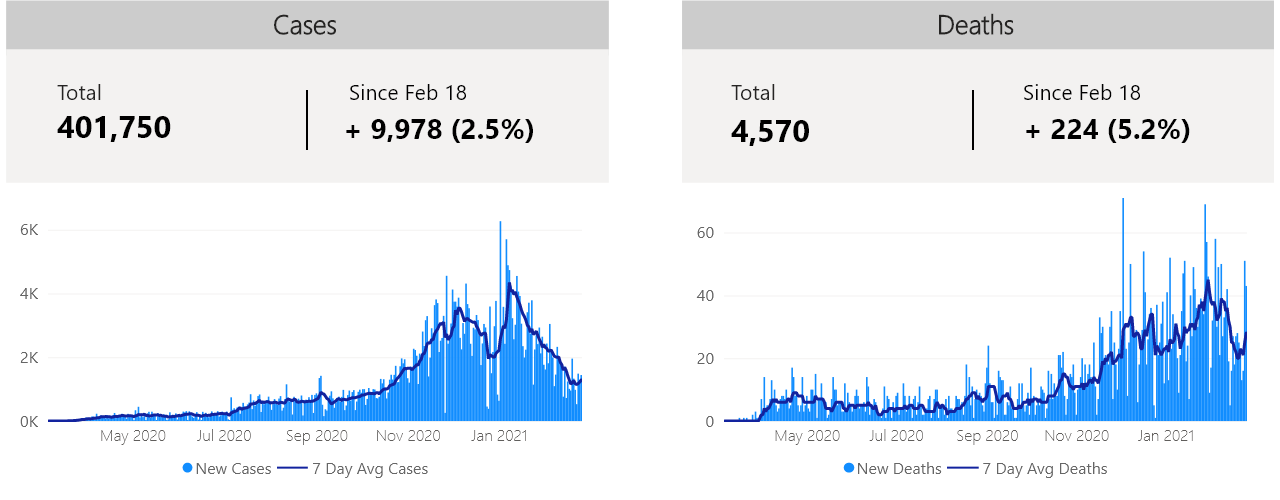 Cases
Total
401,750
Since Feb 18
+ 9,978 (2.5%)
6K
4K
2K
0K
May 2020 Jul 2020 Sep 2020 Nov 2020 Jan 2021
New Cases 7 Day Avg Cases
Deaths
Total
4,570
Since Feb 18
+ 224 (5.2%)
60
40
20
0
May 2020 Jul 2020 Sep 2020 Nov 2020 Jan 2021
New Deaths 7 Day Avg Deaths